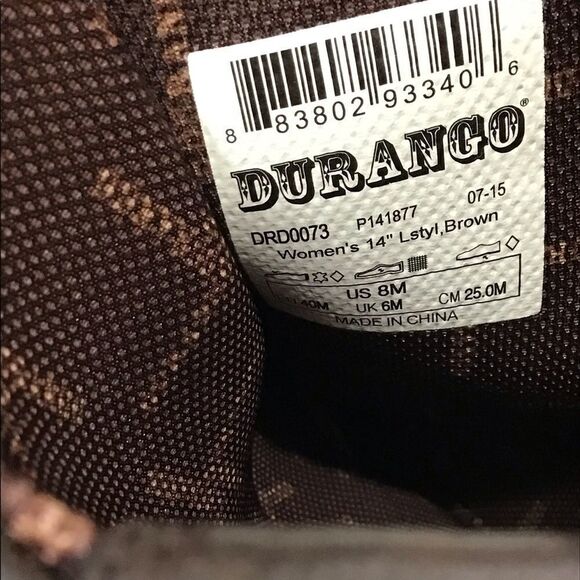 8 83802 93340 6
DURANGO®
DRD0073 P141877 07-15
Women's 14" Lstyl,Brown
40M US 8M UK 6M CM 25.0M
MADE IN CHINA